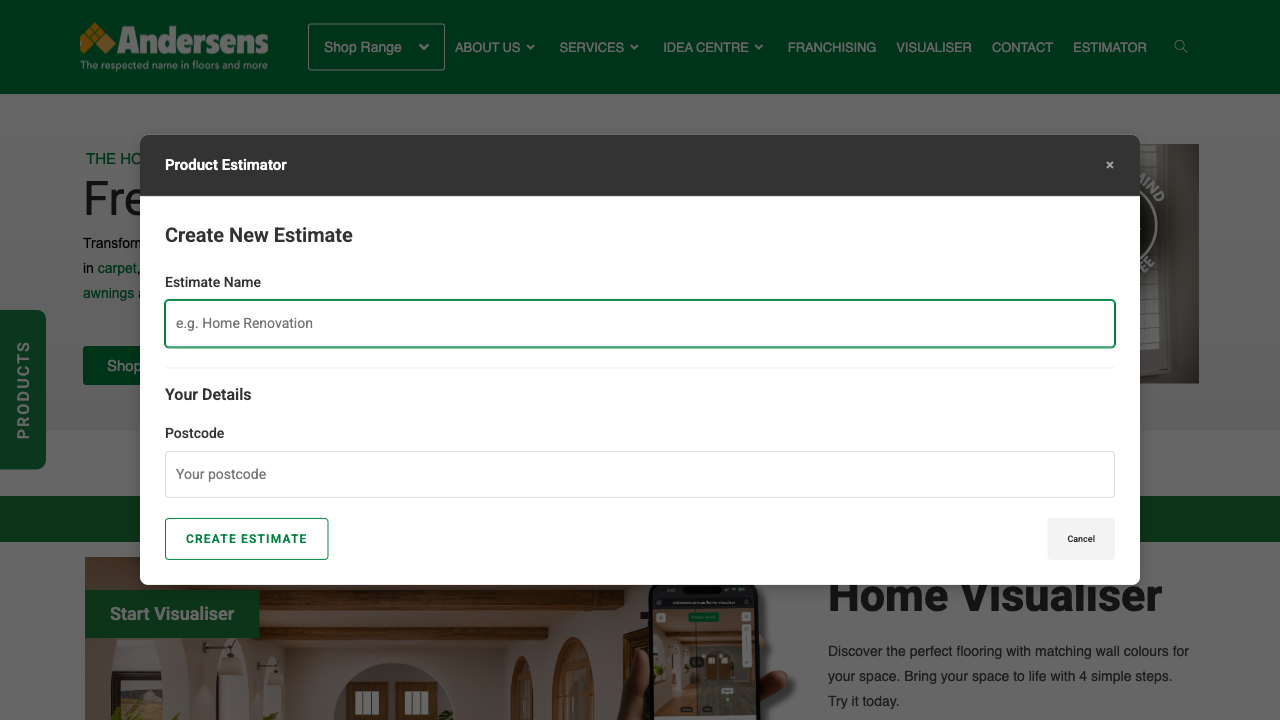 Andersens
The respected name in floors and more
Shop Range
ABOUT US
SERVICES
IDEA CENTRE
FRANCHISING
VISUALISER
CONTACT
ESTIMATOR
THE HO
Fre
Transforn
in carpet,
awnings
Shop
PRODUCTS
Product Estimator
×
Create New Estimate
Estimate Name
e.g. Home Renovation
Your Details
Postcode
Your postcode
CREATE ESTIMATE
Cancel
Start Visualiser
Home Visualiser
Discover the perfect flooring with matching wall colours for
your space. Bring your space to life with 4 simple steps.
Try it today.